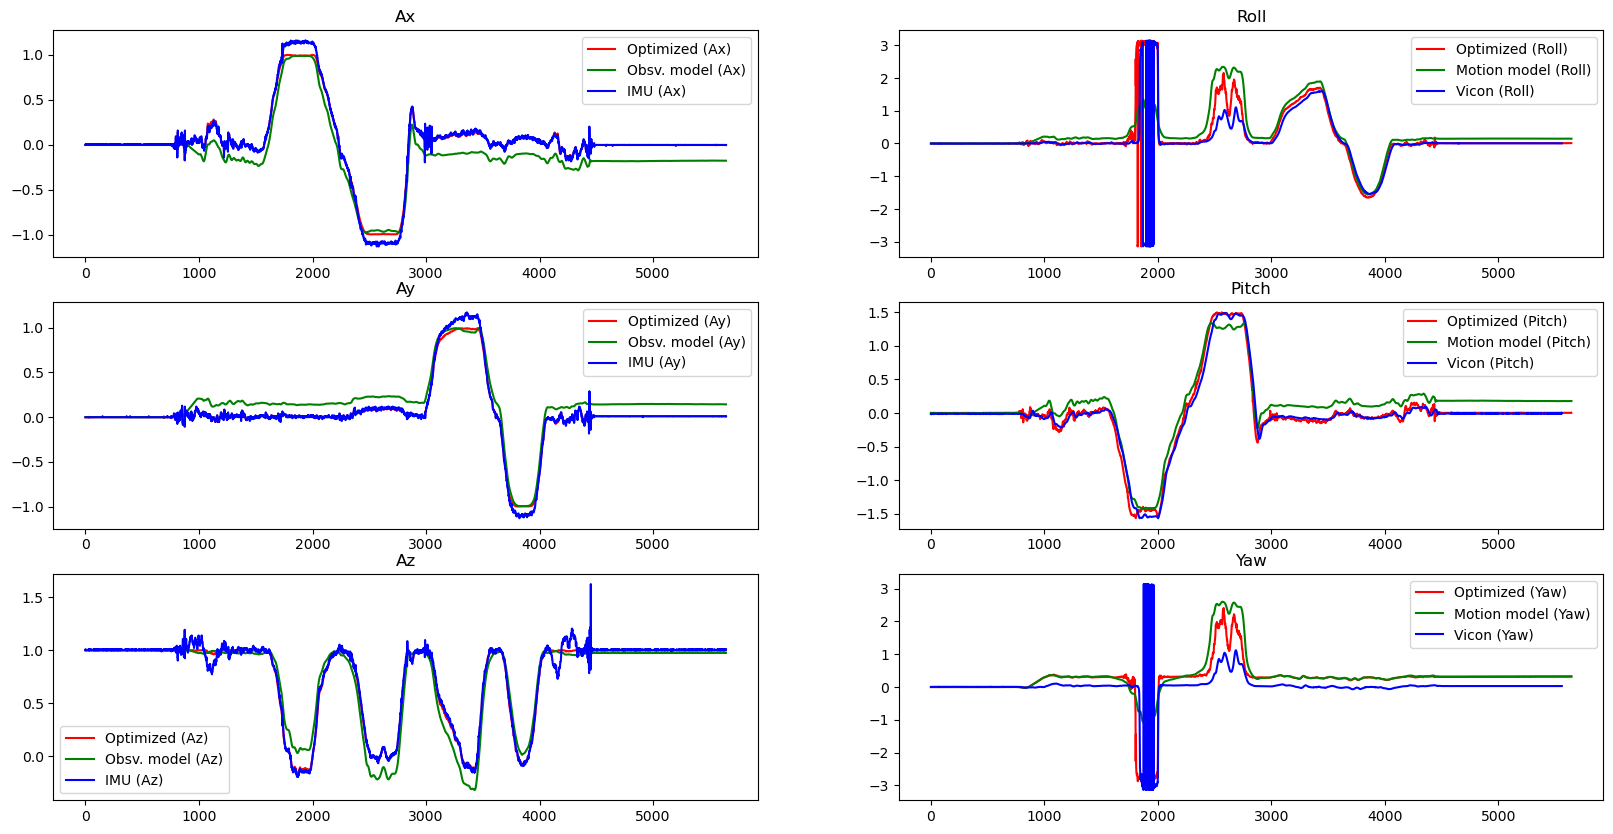 Ax
1.0
0.5
0.0
−0.5
−1.0
0 1000 2000 3000 4000 5000
Optimized (Ax)
Obsv. model (Ax)
IMU (Ax)
Roll
3
2
1
0
−1
−2
−3
0 1000 2000 3000 4000 5000
Optimized (Roll)
Motion model (Roll)
Vicon (Roll)
Ay
1.0
0.5
0.0
−0.5
−1.0
0 1000 2000 3000 4000 5000
Optimized (Ay)
Obsv. model (Ay)
IMU (Ay)
Pitch
1.5
1.0
0.5
0.0
−0.5
−1.0
−1.5
0 1000 2000 3000 4000 5000
Optimized (Pitch)
Motion model (Pitch)
Vicon (Pitch)
Az
1.5
1.0
0.5
0.0
0 1000 2000 3000 4000 5000
Optimized (Az)
Obsv. model (Az)
IMU (Az)
Yaw
3
2
1
0
−1
−2
−3
0 1000 2000 3000 4000 5000
Optimized (Yaw)
Motion model (Yaw)
Vicon (Yaw)